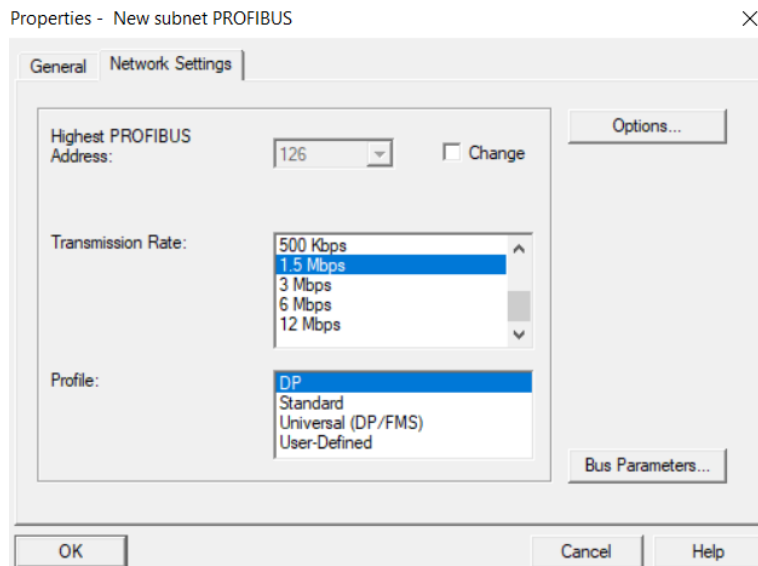 Properties -  New subnet PROFIBUS
General
Network Settings
Highest PROFIBUS
Address:
126
Change
Options...
Transmission Rate:
500 Kbps
1.5 Mbps
3 Mbps
6 Mbps
12 Mbps
Profile:
DP
Standard
Universal (DP/FMS)
User-Defined
Bus Parameters...
OK
Cancel
Help